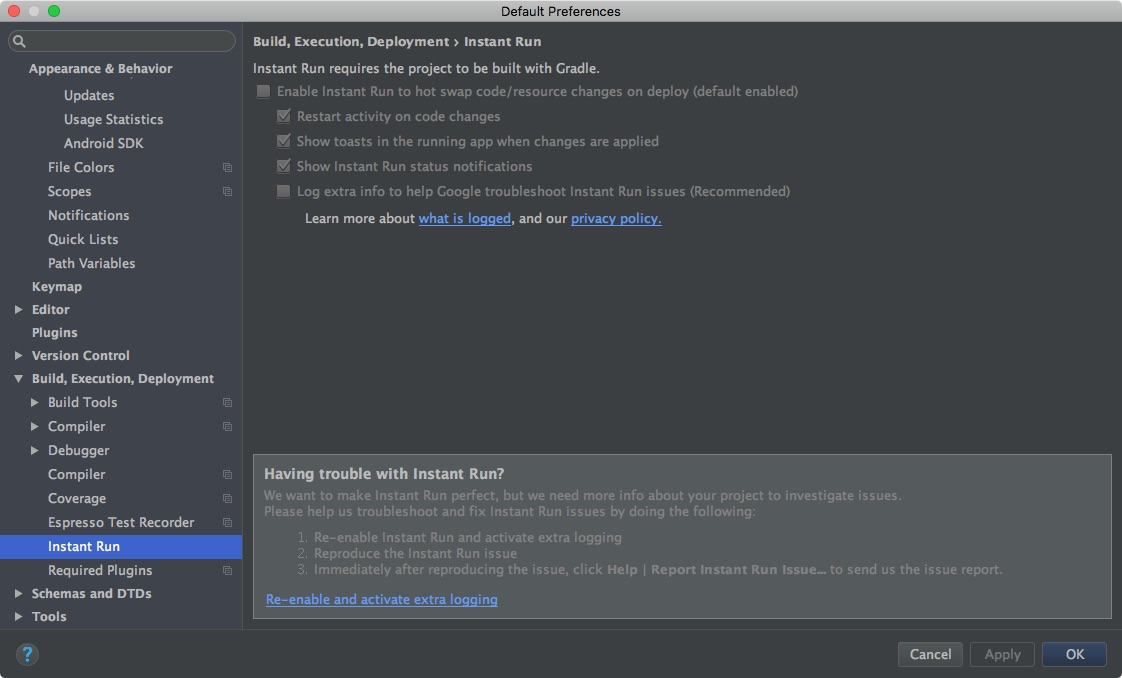 Default Preferences
Appearance & Behavior
Updates
Usage Statistics
Android SDK
File Colors
Scopes
Notifications
Quick Lists
Path Variables
Keymap
Editor
Plugins
Version Control
Build, Execution, Deployment
Build Tools
Compiler
Debugger
Compiler
Coverage
Espresso Test Recorder
Instant Run
Required Plugins
Schemas and DTDs
Tools
Build, Execution, Deployment › Instant Run
Instant Run requires the project to be built with Gradle.
Enable Instant Run to hot swap code/resource changes on deploy (default enabled)
Restart activity on code changes
Show toasts in the running app when changes are applied
Show Instant Run status notifications
Log extra info to help Google troubleshoot Instant Run issues (Recommended)
Learn more about what is logged, and our privacy policy.
Having trouble with Instant Run?
We want to make Instant Run perfect, but we need more info about your project to investigate issues.
Please help us troubleshoot and fix Instant Run issues by doing the following:
1. Re-enable Instant Run and activate extra logging
2. Reproduce the Instant Run issue
3. Immediately after reproducing the issue, click Help | Report Instant Run Issue... to send us the issue report.
Re-enable and activate extra logging
?
Cancel
Apply
OK